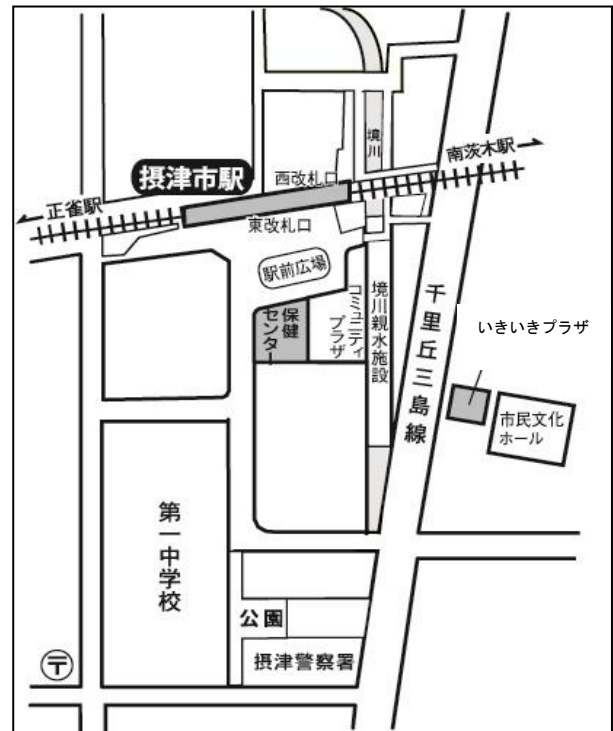 境川
南茨木駅
摂津市駅
西改札口
正雀駅
東改札口
駅前広場
保健
センター
コミュニティ
プラザ
境川親水施設
千里丘三島線
いきいきプラザ
市民文化
ホール
第一中学校
公園
摂津警察署
〒